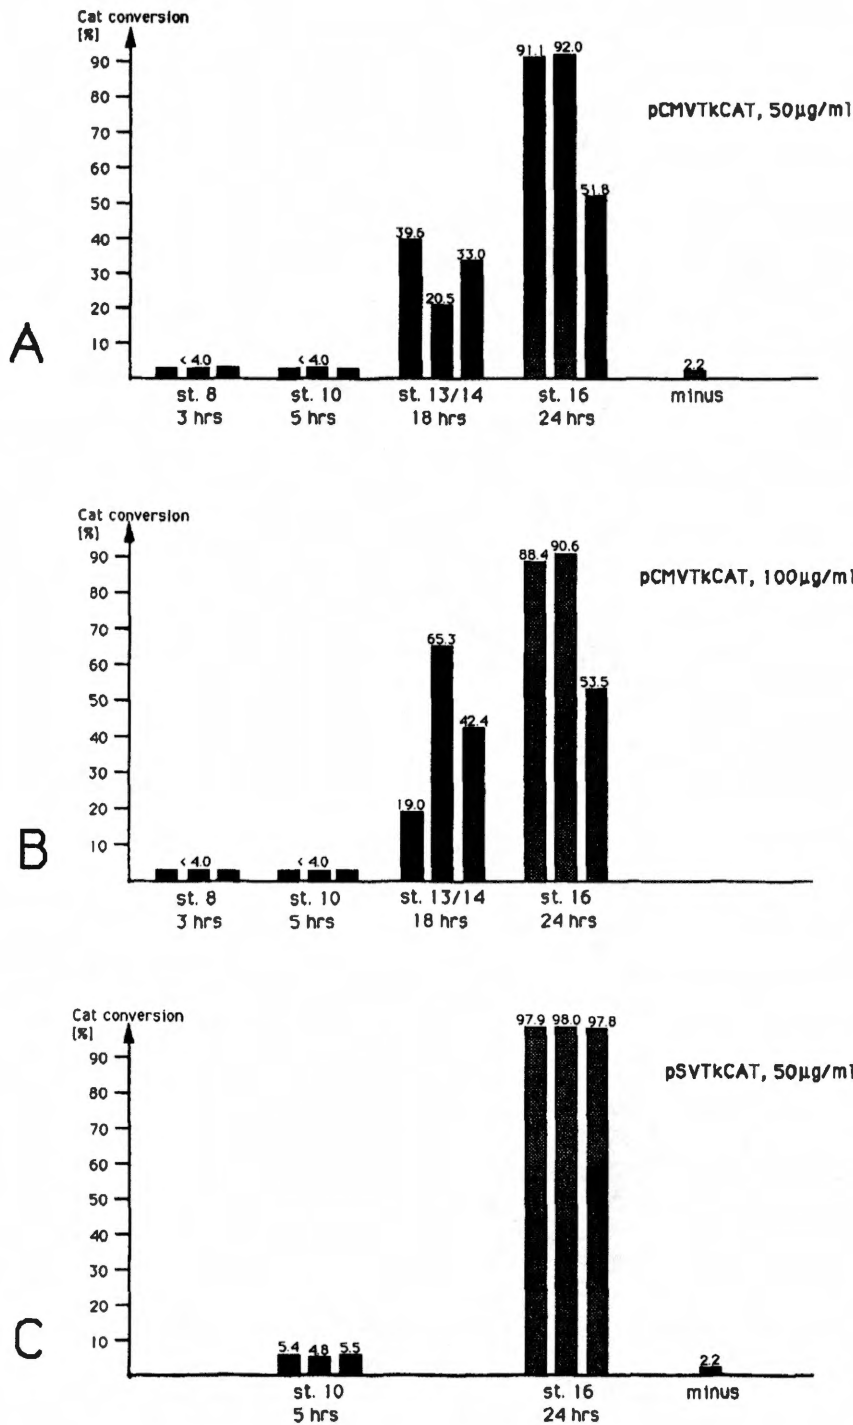 Cat conversion
[%]
90
80
70
60
50
40
30
20
10
pCMVTkCAT, 50µg/ml
91.1 92.0
51.8
39.6
20.5
33.0
< 4.0
< 4.0
2.2
A
st. 8 st. 10 st. 13/14 st. 16 minus
3 hrs 5 hrs 18 hrs 24 hrs
Cat conversion
[%]
90
80
70
60
50
40
30
20
10
pCMVTkCAT, 100µg/ml
88.4 90.6
53.5
65.3
42.4
19.0
< 4.0
< 4.0
B
st. 8 st. 10 st. 13/14 st. 16
3 hrs 5 hrs 18 hrs 24 hrs
Cat conversion
[%]
90
80
70
60
50
40
30
20
10
pSVTkCAT, 50µg/ml
97.9 98.0 97.8
5.4 4.8 5.5
2.2
C
st. 10 st. 16 minus
5 hrs 24 hrs